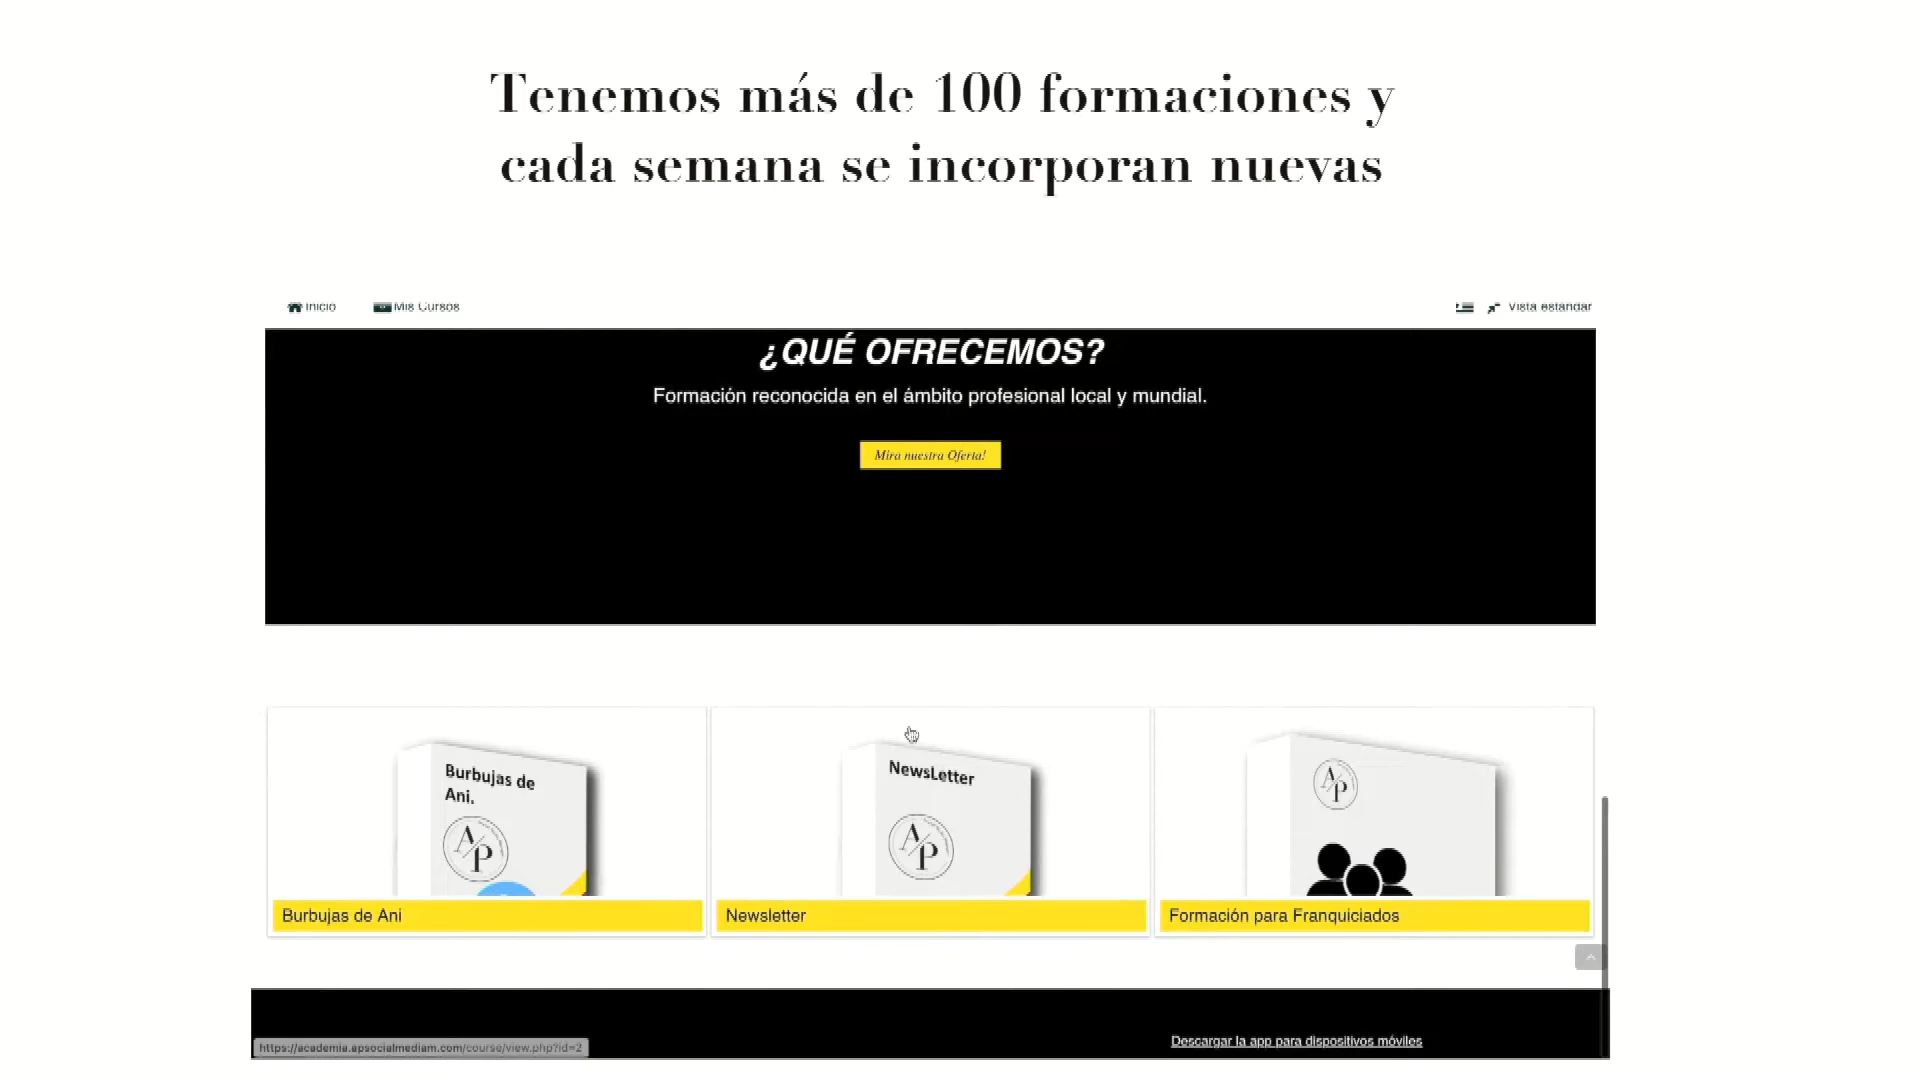 Tenemos más de 100 formaciones y
cada semana se incorporan nuevas
Inicio
Mis Cursos
Vista estándar
¿QUÉ OFRECEMOS?
Formación reconocida en el ámbito profesional local y mundial.
Mira nuestra Oferta!
Burbujas de
Ani.
A/P
NewsLetter
A/P
A/P
Burbujas de Ani
Newsletter
Formación para Franquiciados
Descargar la app para dispositivos móviles
https://academia.apsocialmediam.com/course/view.php?id=2